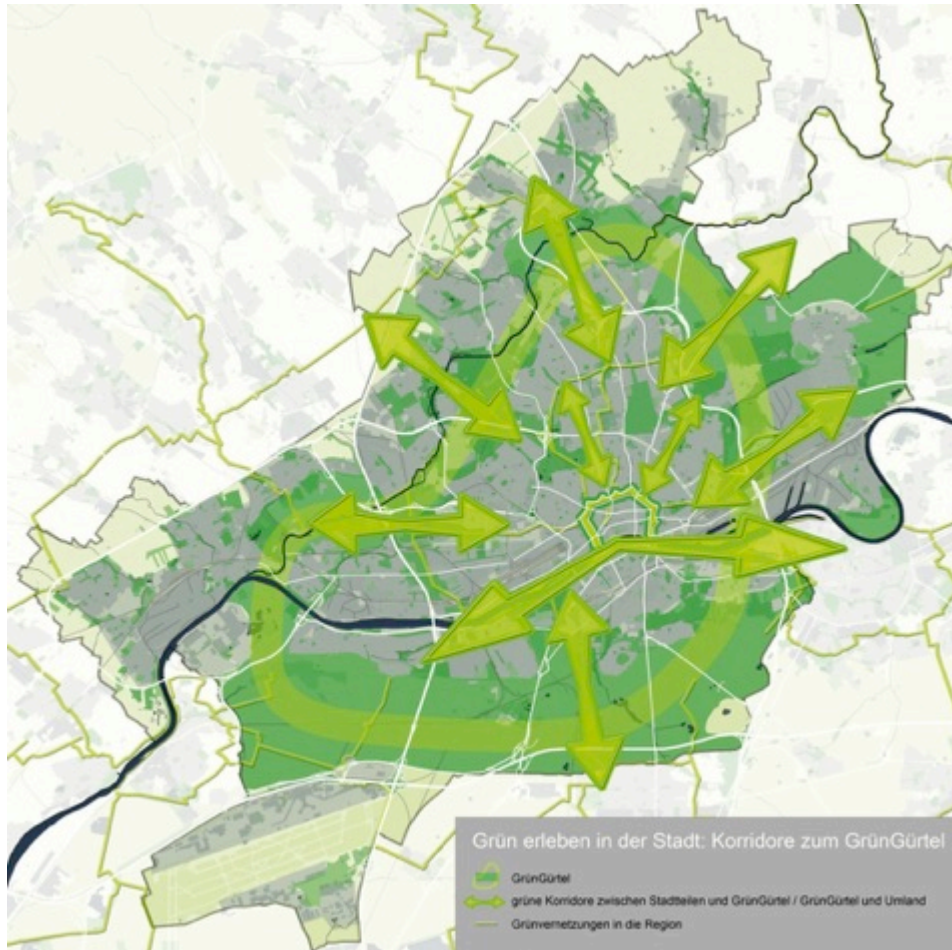 Grün erleben in der Stadt: Korridore zum GrünGürtel
GrünGürtel
grüne Korridore zwischen Stadtteilen und GrünGürtel / GrünGürtel und Umland
Grünvernetzungen in die Region